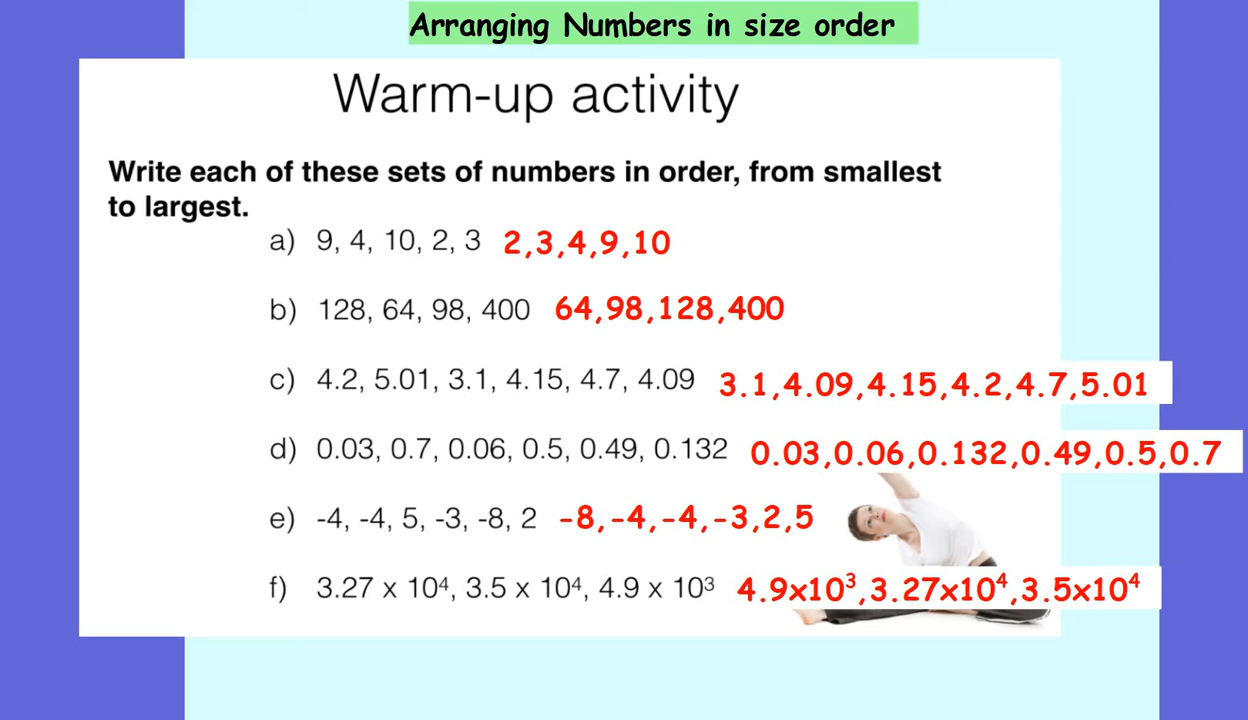 Arranging Numbers in size order
Warm-up activity
Write each of these sets of numbers in order, from smallest
to largest.
a) 9, 4, 10, 2, 3 2,3,4,9,10
b) 128, 64, 98, 400 64,98,128,400
c) 4.2, 5.01, 3.1, 4.15, 4.7, 4.09 3.1,4.09,4.15,4.2,4.7,5.01
d) 0.03, 0.7, 0.06, 0.5, 0.49, 0.132 0.03,0.06,0.132,0.49,0.5,0.7
e) -4, -4, 5, -3, -8, 2 -8,-4,-4,-3,2,5
f) 3.27 x 10⁴, 3.5 x 10⁴, 4.9 x 10³ 4.9x10³,3.27x10⁴,3.5x10⁴